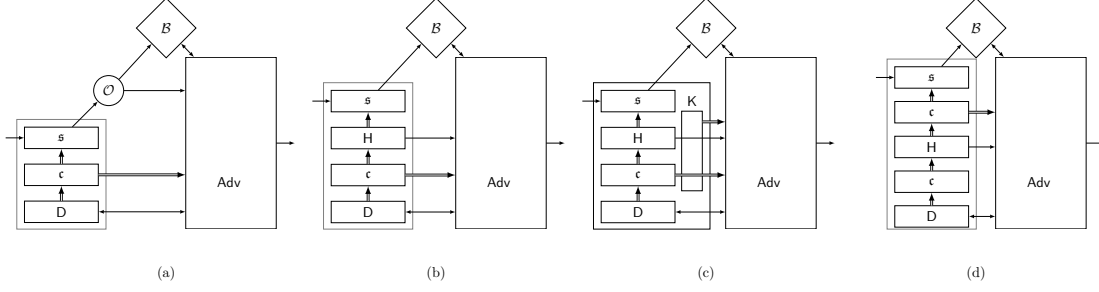 ℬ ℬ ℬ ℬ
𝒪
𝔰 𝔠 D Adv
𝔰 H 𝔠 D Adv
𝔰 K H 𝔠 D Adv
𝔰 𝔠 H 𝔠 D Adv
(a) (b) (c) (d)